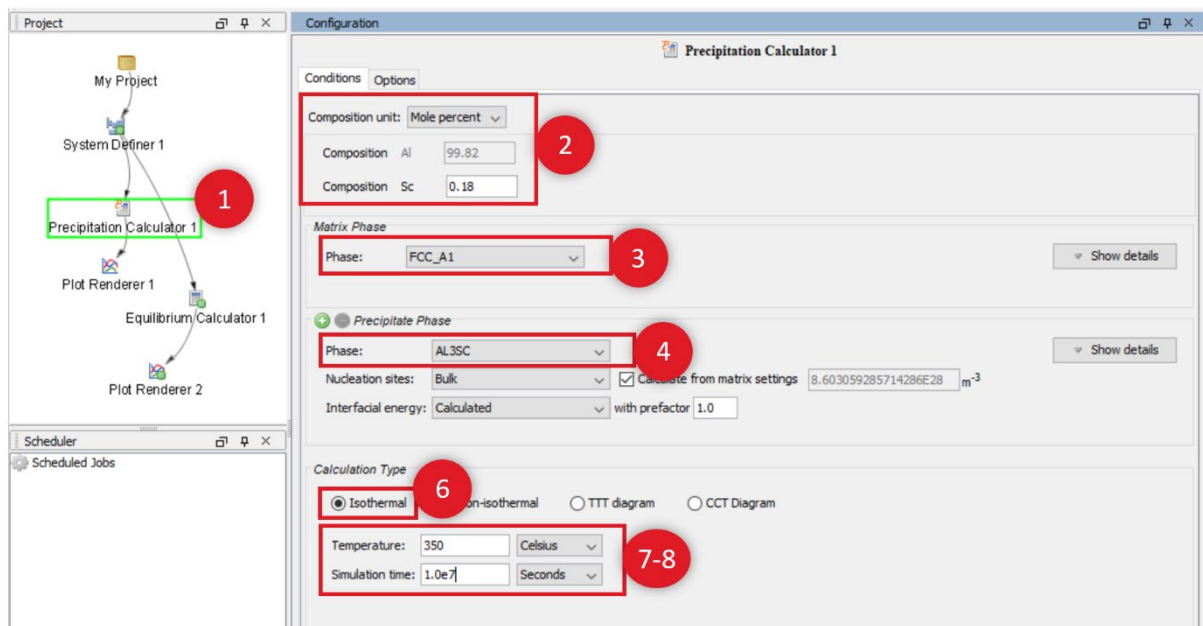 Project
My Project
System Definer 1
1
Precipitation Calculator 1
Plot Renderer 1
Equilibrium Calculator 1
Plot Renderer 2
Scheduler
Scheduled Jobs
Configuration
Precipitation Calculator 1
Conditions Options
Composition unit: Mole percent
2
Composition Al 99.82
Composition Sc 0.18
Matrix Phase
Phase: FCC_A1
3
Show details
Precipitate Phase
Phase: AL3SC
4
Show details
Nucleation sites: Bulk Calculate from matrix settings 8.603059285714286E28 m-3
Interfacial energy: Calculated with prefactor 1.0
Calculation Type
6
Isothermal on-isothermal TTT diagram CCT Diagram
Temperature: 350 Celsius
7-8
Simulation time: 1.0e7 Seconds